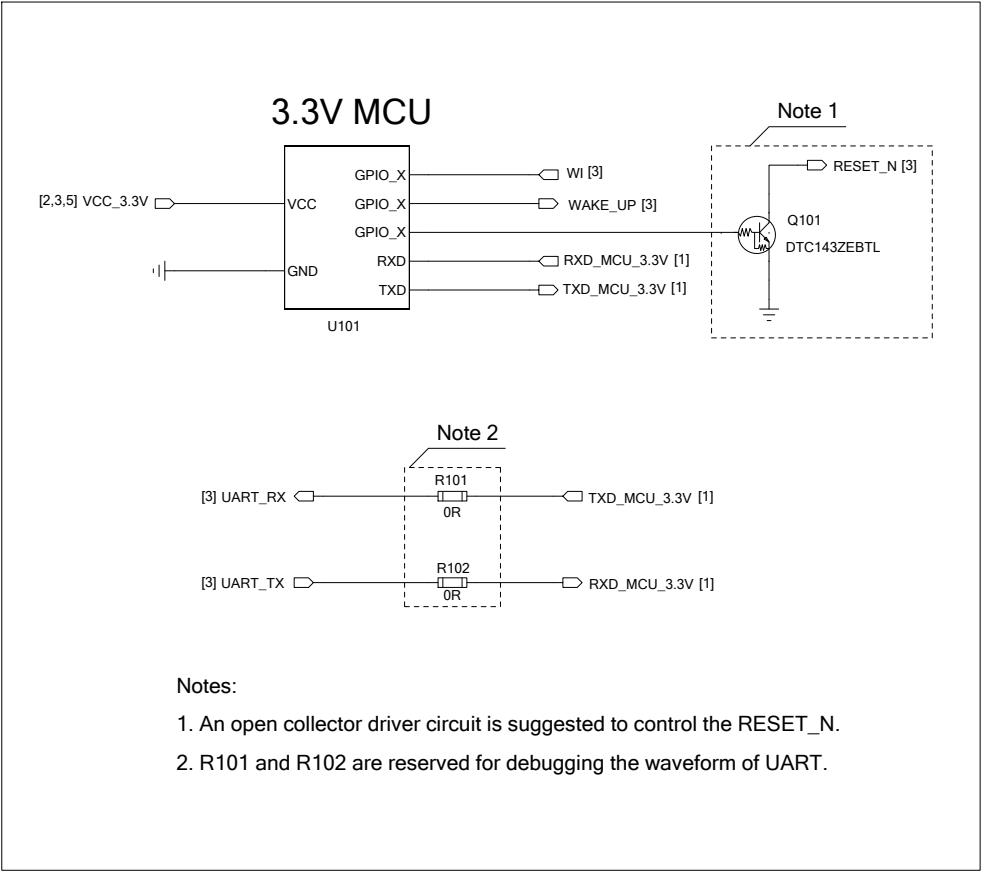 3.3V MCU
Note 1
GPIO_X
WI [3]
RESET_N [3]
[2,3,5] VCC_3.3V
VCC
GPIO_X
WAKE_UP [3]
Q101
GPIO_X
DTC143ZEBTL
RXD
RXD_MCU_3.3V [1]
GND
TXD
TXD_MCU_3.3V [1]
U101
Note 2
R101
[3] UART_RX
TXD_MCU_3.3V [1]
0R
R102
[3] UART_TX
RXD_MCU_3.3V [1]
0R
Notes:
1. An open collector driver circuit is suggested to control the RESET_N.
2. R101 and R102 are reserved for debugging the waveform of UART.